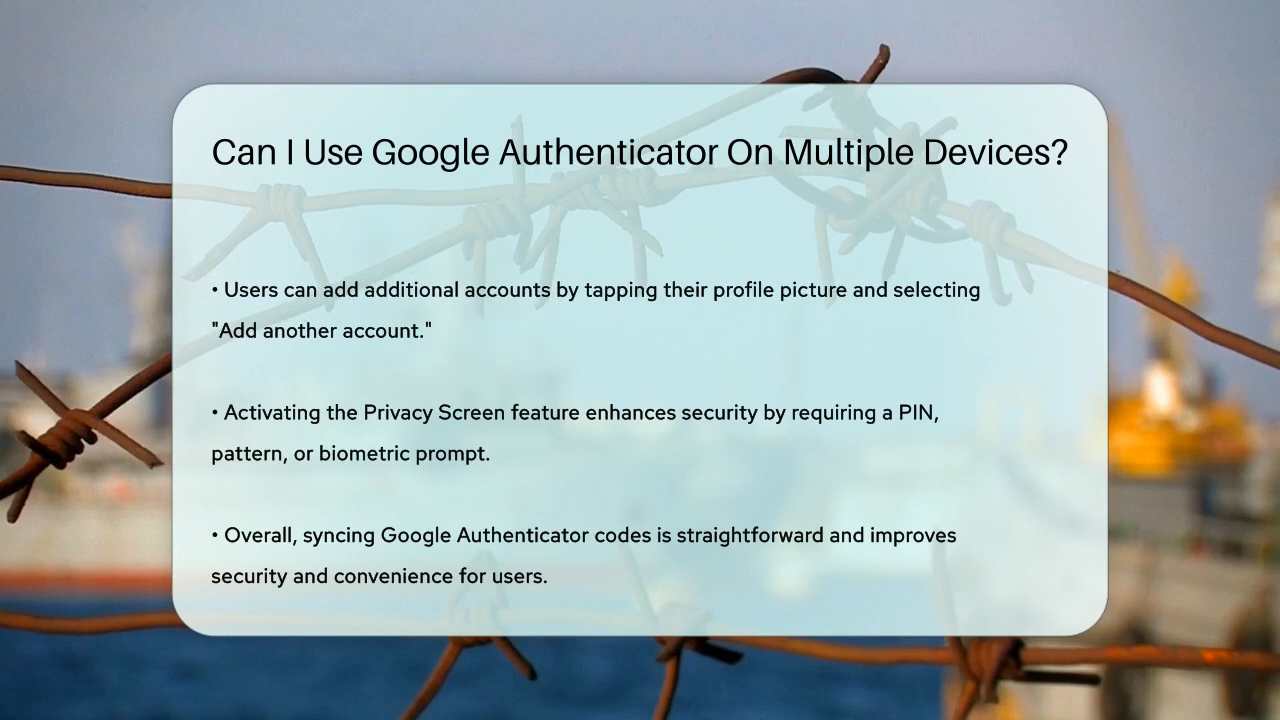 Can I Use Google Authenticator On Multiple Devices?
• Users can add additional accounts by tapping their profile picture and selecting
"Add another account."
• Activating the Privacy Screen feature enhances security by requiring a PIN,
pattern, or biometric prompt.
• Overall, syncing Google Authenticator codes is straightforward and improves
security and convenience for users.